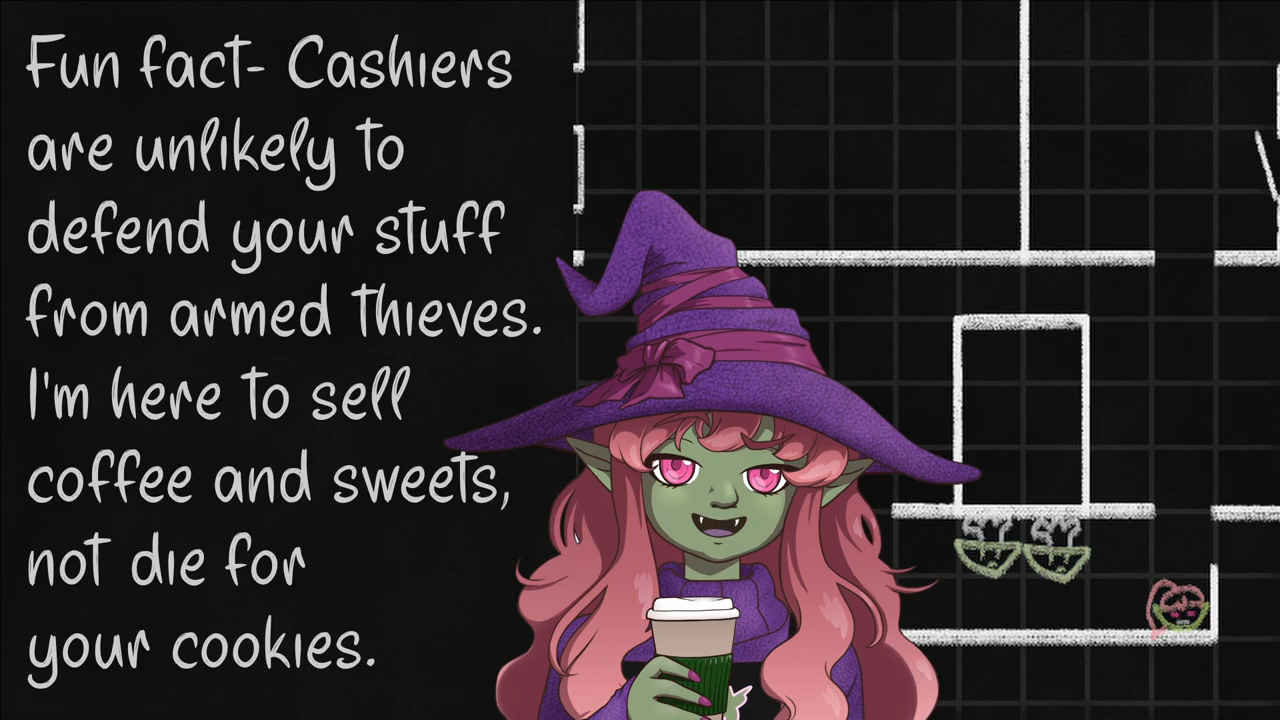 Fun fact- Cashiers
are unlikely to
defend your stuff
from armed thieves.
I'm here to sell
coffee and sweets,
not die for
your cookies.